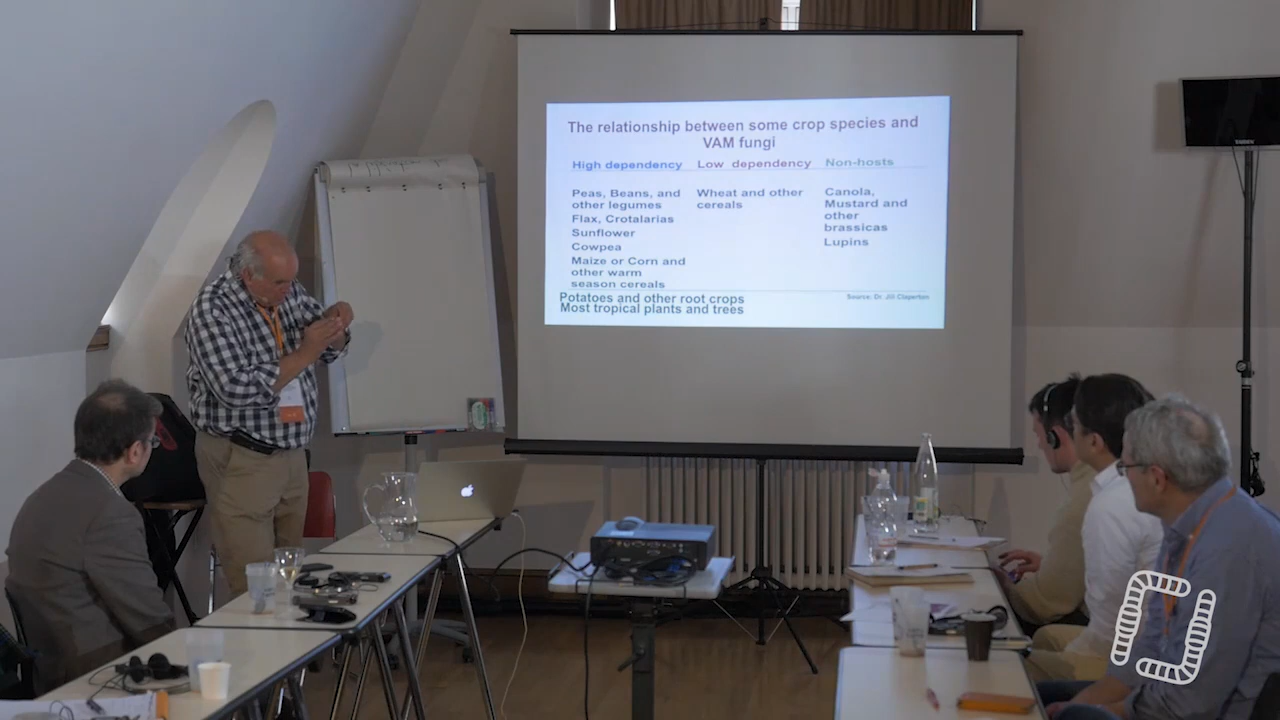 The relationship between some crop species and
VAM fungi
High dependency Low dependency Non-hosts
Peas, Beans, and
other legumes
Flax, Crotalarias
Sunflower
Cowpea
Maize or Corn and
other warm
season cereals
Wheat and other
cereals
Canola,
Mustard and
other
brassicas
Lupins
Potatoes and other root crops
Most tropical plants and trees
Source: Dr. Jill Claperton